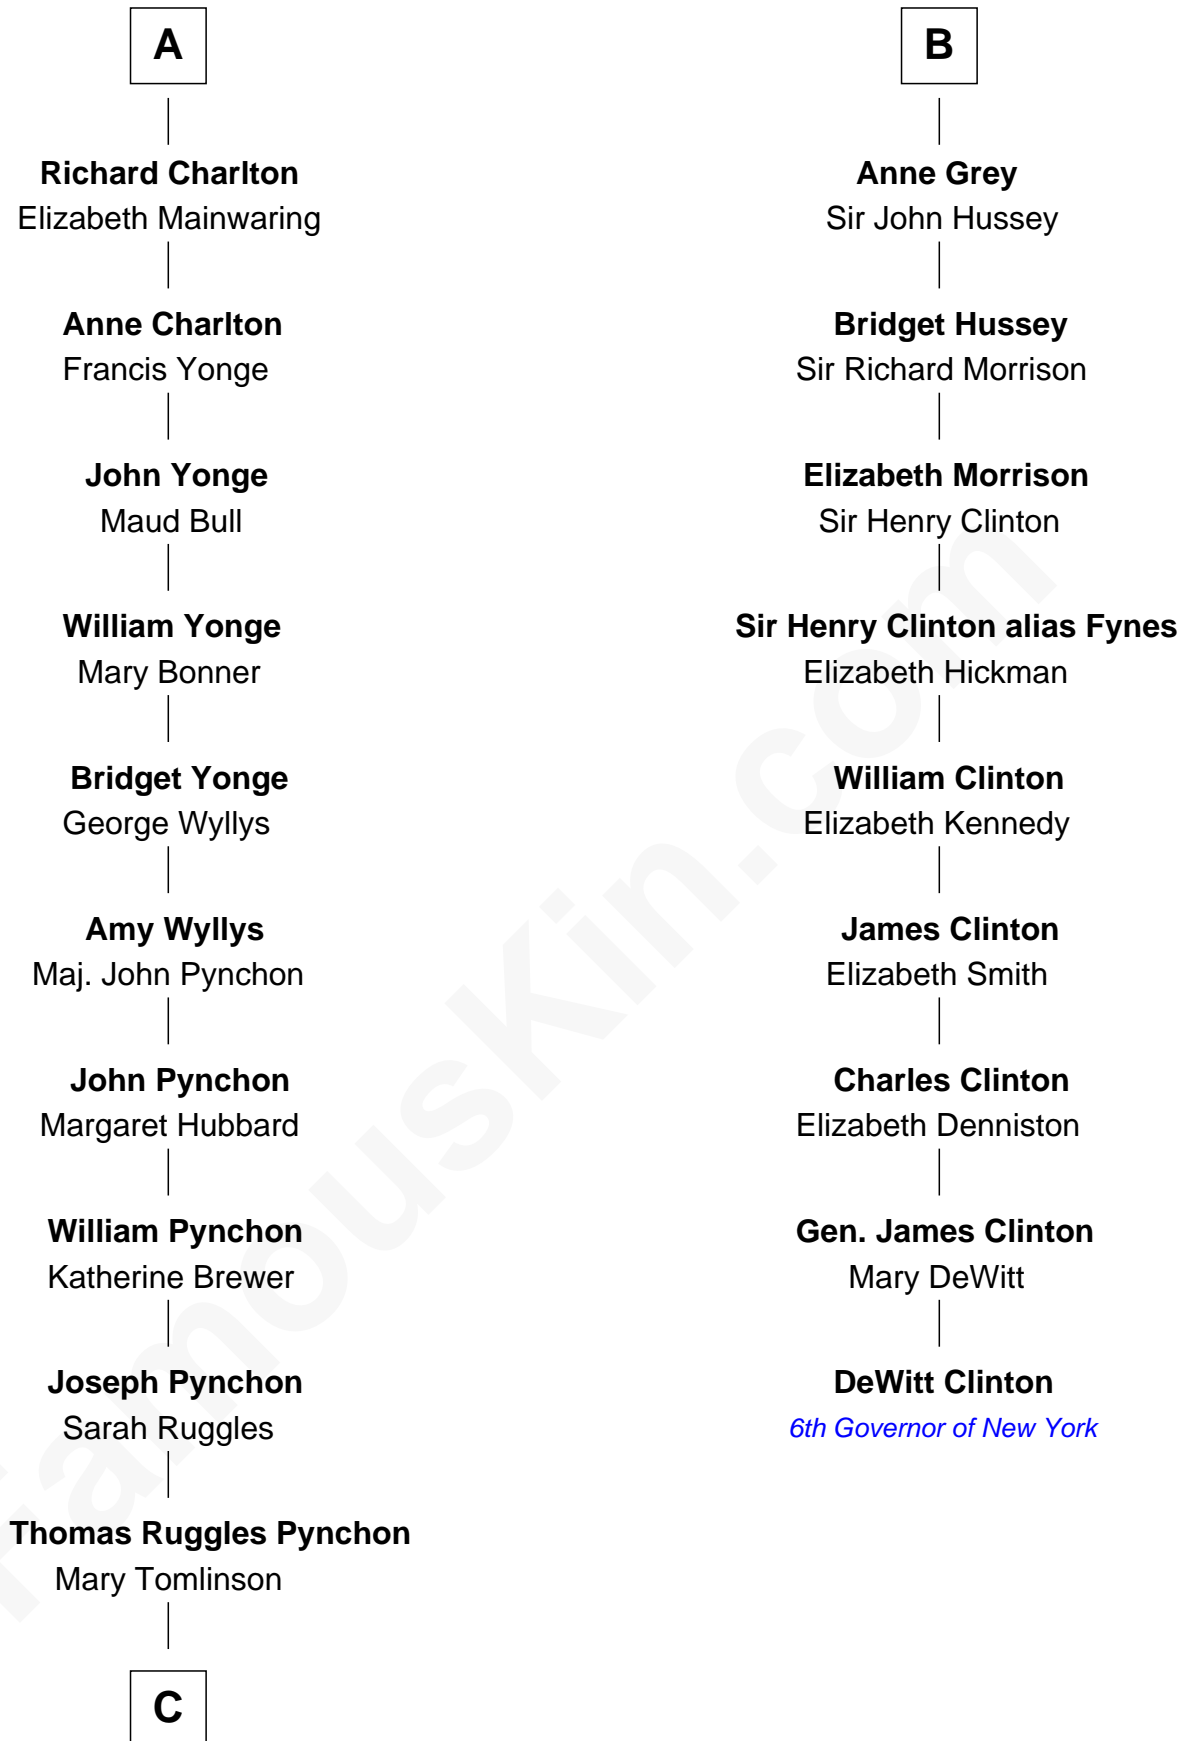 A
Richard Charlton
Elizabeth Mainwaring
Anne Charlton
Francis Yonge
John Yonge
Maud Bull
William Yonge
Mary Bonner
Bridget Yonge
George Wyllys
Amy Wyllys
Maj. John Pynchon
John Pynchon
Margaret Hubbard
William Pynchon
Katherine Brewer
Joseph Pynchon
Sarah Ruggles
Thomas Ruggles Pynchon
Mary Tomlinson
C
B
Anne Grey
Sir John Hussey
Bridget Hussey
Sir Richard Morrison
Elizabeth Morrison
Sir Henry Clinton
Sir Henry Clinton alias Fynes
Elizabeth Hickman
William Clinton
Elizabeth Kennedy
James Clinton
Elizabeth Smith
Charles Clinton
Elizabeth Denniston
Gen. James Clinton
Mary DeWitt
DeWitt Clinton
6th Governor of New York
FamousKin.com